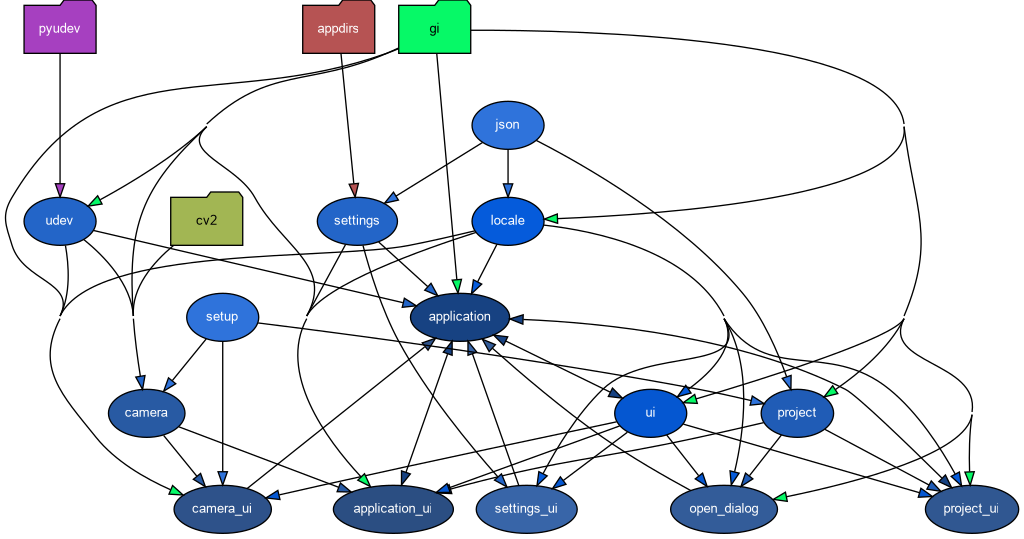 pyudev
appdirs
gi
json
udev
cv2
settings
locale
setup
application
camera
ui
project
camera_ui
application_ui
settings_ui
open_dialog
project_ui